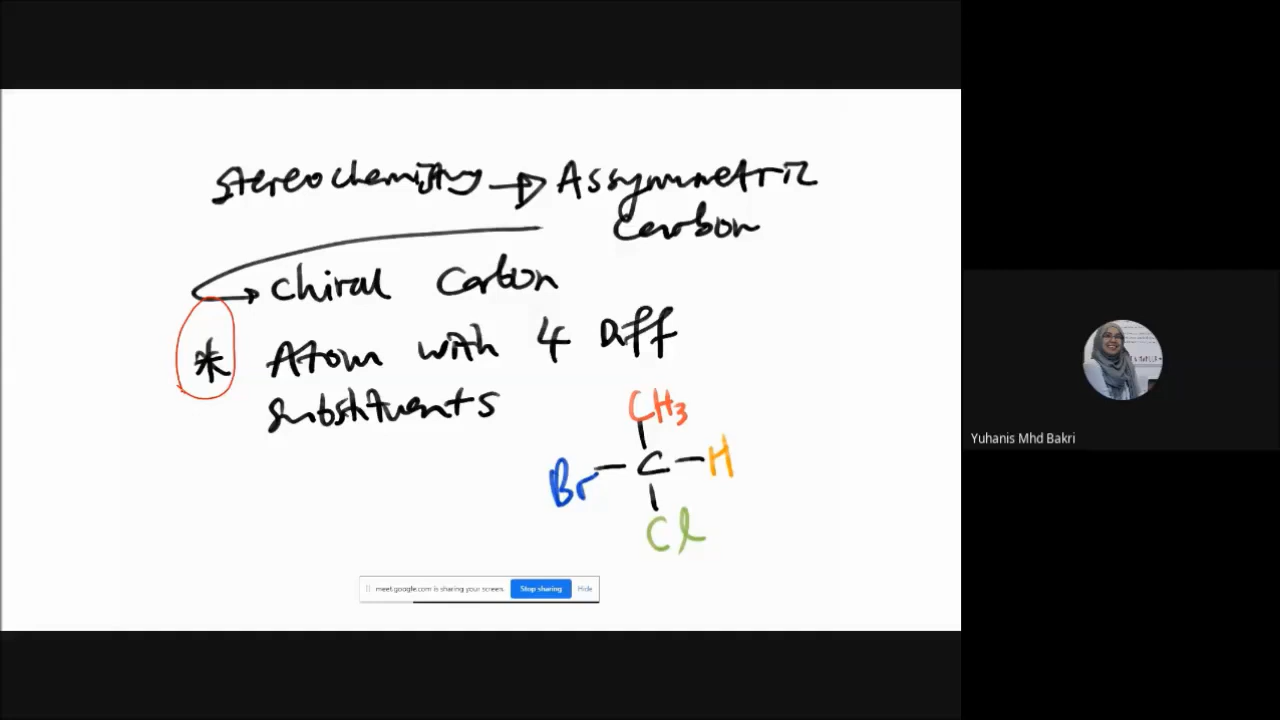 stereochemistry → Assymmetric
carbon
→ chiral carbon
* Atom with 4 Diff
substituents
CH3
Br – C – H
Cl
meet.google.com is sharing your screen. Stop sharing Hide
Yuhanis Mhd Bakri